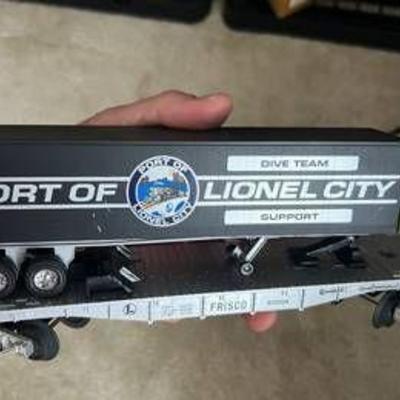 DIVE TEAM
PORT OF
LIONEL CITY
ORT OF LIONEL CITY
SUPPORT
L
FRISCO